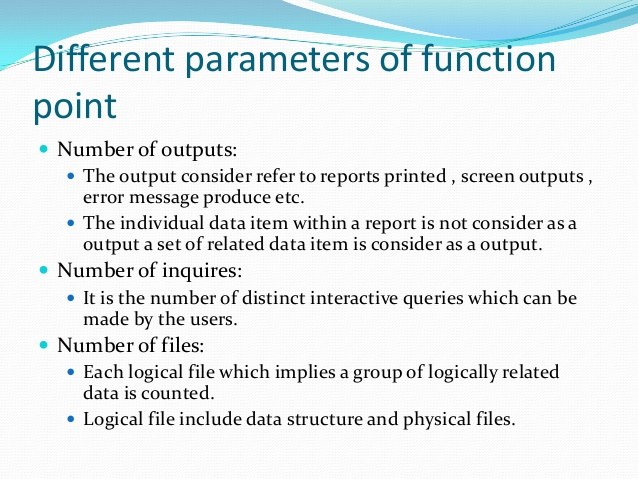 Different parameters of function
point
• Number of outputs:
• The output consider refer to reports printed , screen outputs ,
error message produce etc.
• The individual data item within a report is not consider as a
output a set of related data item is consider as a output.
• Number of inquires:
• It is the number of distinct interactive queries which can be
made by the users.
• Number of files:
• Each logical file which implies a group of logically related
data is counted.
• Logical file include data structure and physical files.